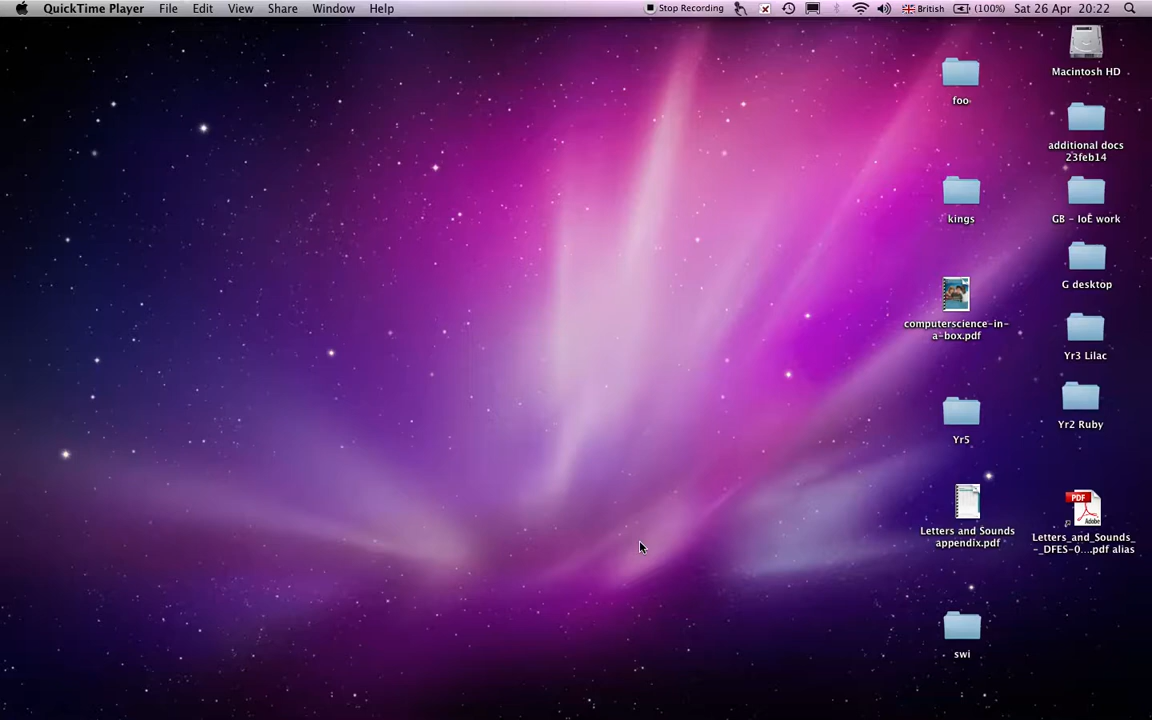 QuickTime Player File Edit View Share Window Help Stop Recording British (100%) Sat 26 Apr 20:22
Macintosh HD
foo
additional docs
23feb14
kings
GB - IoE work
G desktop
computerscience-in-
a-box.pdf
Yr3 Lilac
Yr2 Ruby
Yr5
Letters and Sounds
appendix.pdf
PDF
Adobe
Letters_and_Sounds_
-_DFES-0....pdf alias
swi